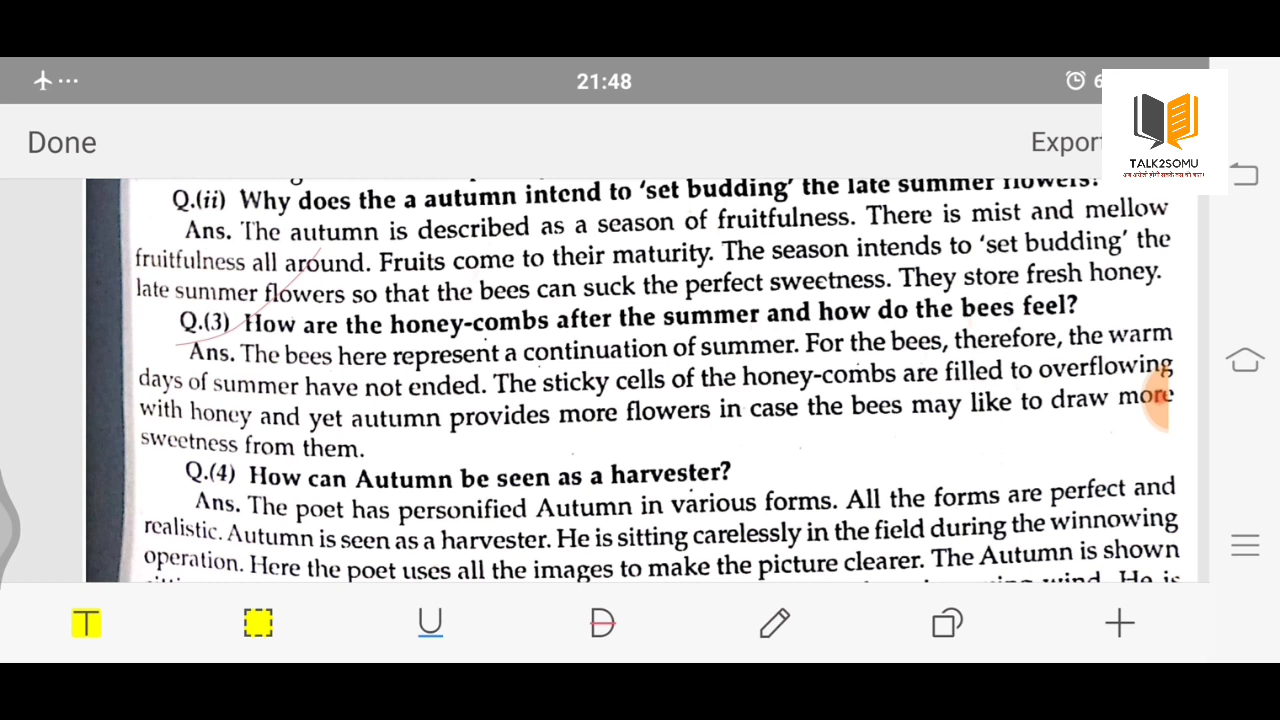 21:48
6
Done
Export
TALK2SOMU
Q.(ii) Why does the a autumn intend to ‘set budding’ the late summer flowers?
Ans. The autumn is described as a season of fruitfulness. There is mist and mellow
fruitfulness all around. Fruits come to their maturity. The season intends to ‘set budding’ the
late summer flowers so that the bees can suck the perfect sweetness. They store fresh honey.
Q.(3) How are the honey-combs after the summer and how do the bees feel?
Ans. The bees here represent a continuation of summer. For the bees, therefore, the warm
days of summer have not ended. The sticky cells of the honey-combs are filled to overflowing
with honey and yet autumn provides more flowers in case the bees may like to draw more
sweetness from them.
Q.(4) How can Autumn be seen as a harvester?
Ans. The poet has personified Autumn in various forms. All the forms are perfect and
realistic. Autumn is seen as a harvester. He is sitting carelessly in the field during the winnowing
operation. Here the poet uses all the images to make the picture clearer. The Autumn is shown
wind. He is
T
U
D